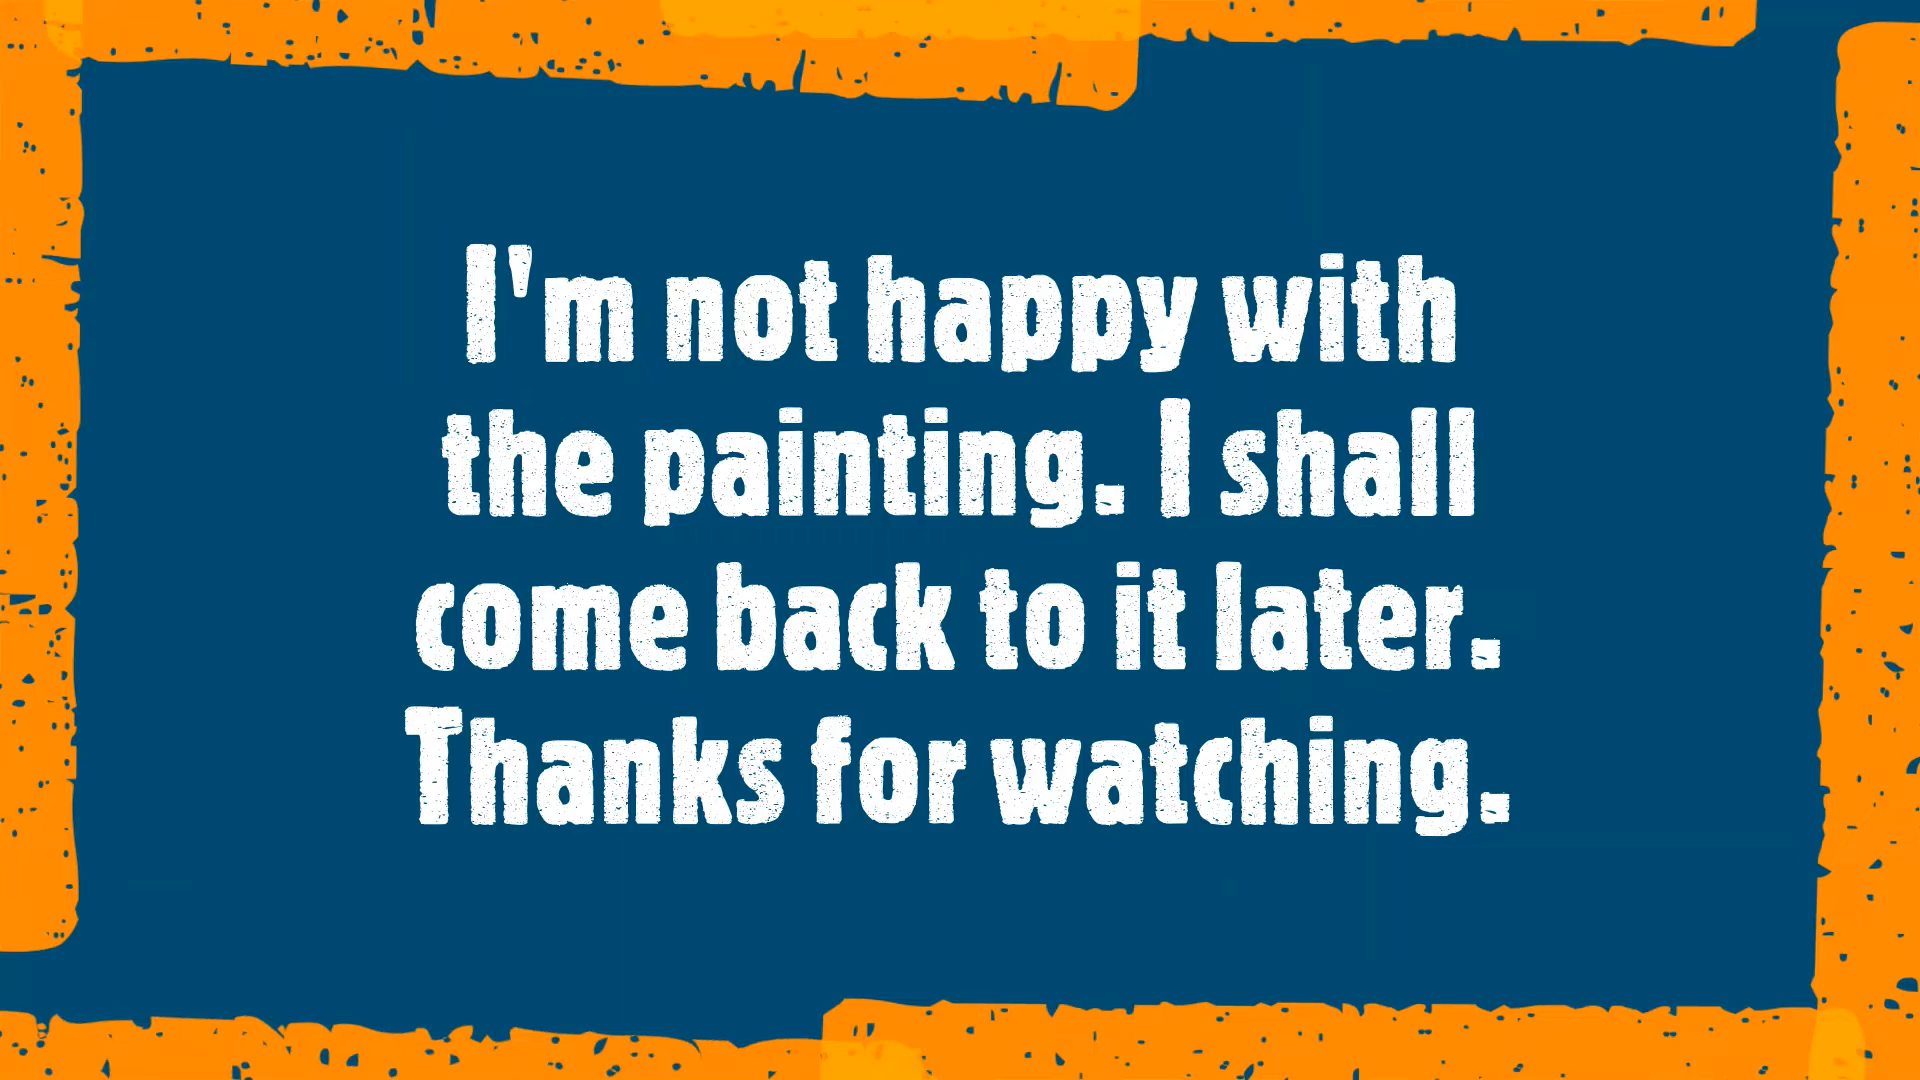 I'm not happy with
the painting. I shall
come back to it later.
Thanks for watching.